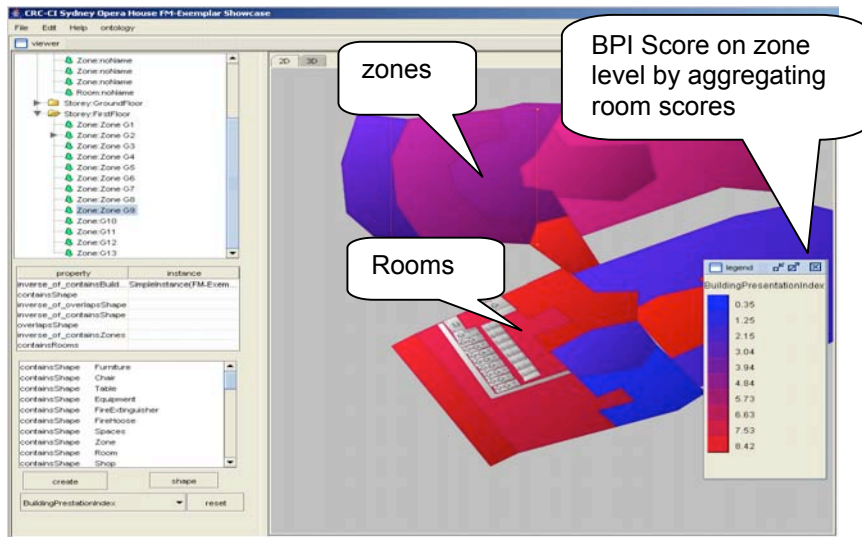 CRC-CI Sydney Opera House FM-Exemplar Showcase
File Edit Help ontology
viewer
Zone:noName
Zone:noName
Zone:noName
Room:noName
Storey:GroundFloor
Storey:FirstFloor
Zone:Zone G1
Zone:Zone G2
Zone:Zone G3
Zone:Zone G4
Zone:Zone G5
Zone:Zone G6
Zone:Zone G7
Zone:Zone G8
Zone:Zone G9
Zone:G10
Zone:G11
Zone:G12
Zone:G13
property instance
inverse_of_containsBuild... SimpleInstance(FM-Exem...
containsShape
inverse_of_overlapsShape
inverse_of_containsShape
overlapsShape
inverse_of_containsZones
containsRooms
containsShape Furniture
containsShape Chair
containsShape Table
containsShape Equipment
containsShape FireExtinguisher
containsShape FireHoose
containsShape Spaces
containsShape Zone
containsShape Room
containsShape Shop
create shape
BuildingPrestationIndex reset
2D 3D
zones
BPI Score on zone
level by aggregating
room scores
Rooms
legend
BuildingPresentationIndex
0.35
1.25
2.15
3.04
3.94
4.84
5.73
6.63
7.53
8.42